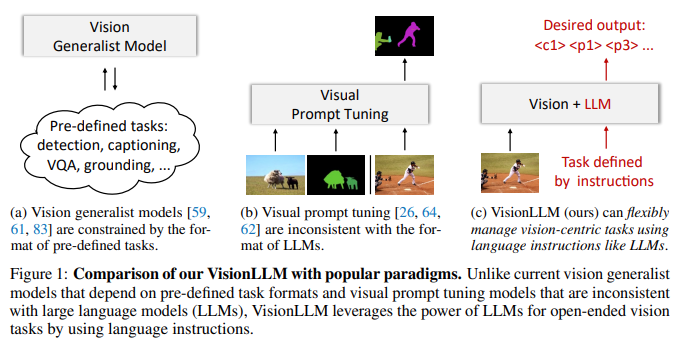 Vision
Generalist Model
Pre-defined tasks:
detection, captioning,
VQA, grounding, ...
(a) Vision generalist models [59,
61, 83] are constrained by the for-
mat of pre-defined tasks.
Visual
Prompt Tuning
(b) Visual prompt tuning [26, 64,
62] are inconsistent with the for-
mat of LLMs.
Desired output:
<c1> <p1> <p3> ...
Vision + LLM
Task defined
by instructions
(c) VisionLLM (ours) can flexibly
manage vision-centric tasks using
language instructions like LLMs.
Figure 1: Comparison of our VisionLLM with popular paradigms. Unlike current vision generalist
models that depend on pre-defined task formats and visual prompt tuning models that are inconsistent
with large language models (LLMs), VisionLLM leverages the power of LLMs for open-ended vision
tasks by using language instructions.